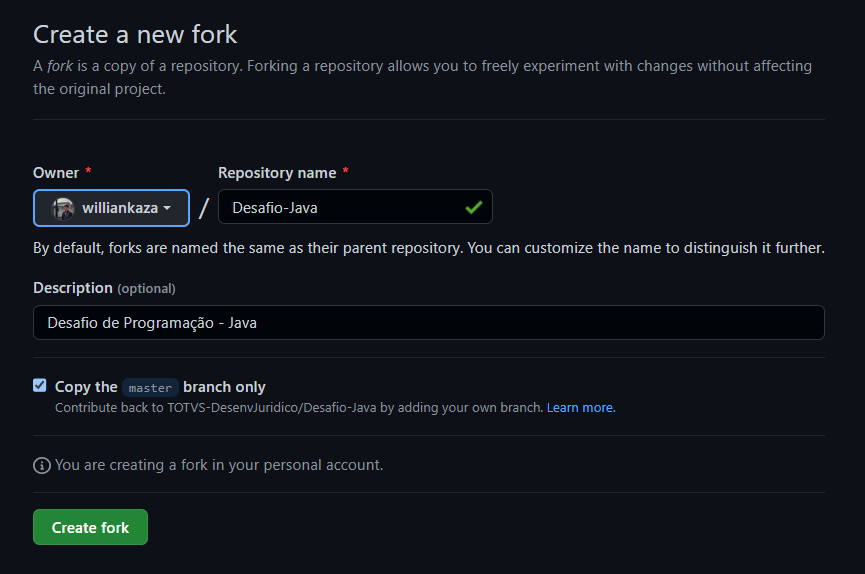 Create a new fork
A fork is a copy of a repository. Forking a repository allows you to freely experiment with changes without affecting
the original project.
Owner * Repository name *
williankaza / Desafio-Java
By default, forks are named the same as their parent repository. You can customize the name to distinguish it further.
Description (optional)
Desafio de Programação - Java
Copy the master branch only
Contribute back to TOTVS-DesenvJuridico/Desafio-Java by adding your own branch. Learn more.
You are creating a fork in your personal account.
Create fork